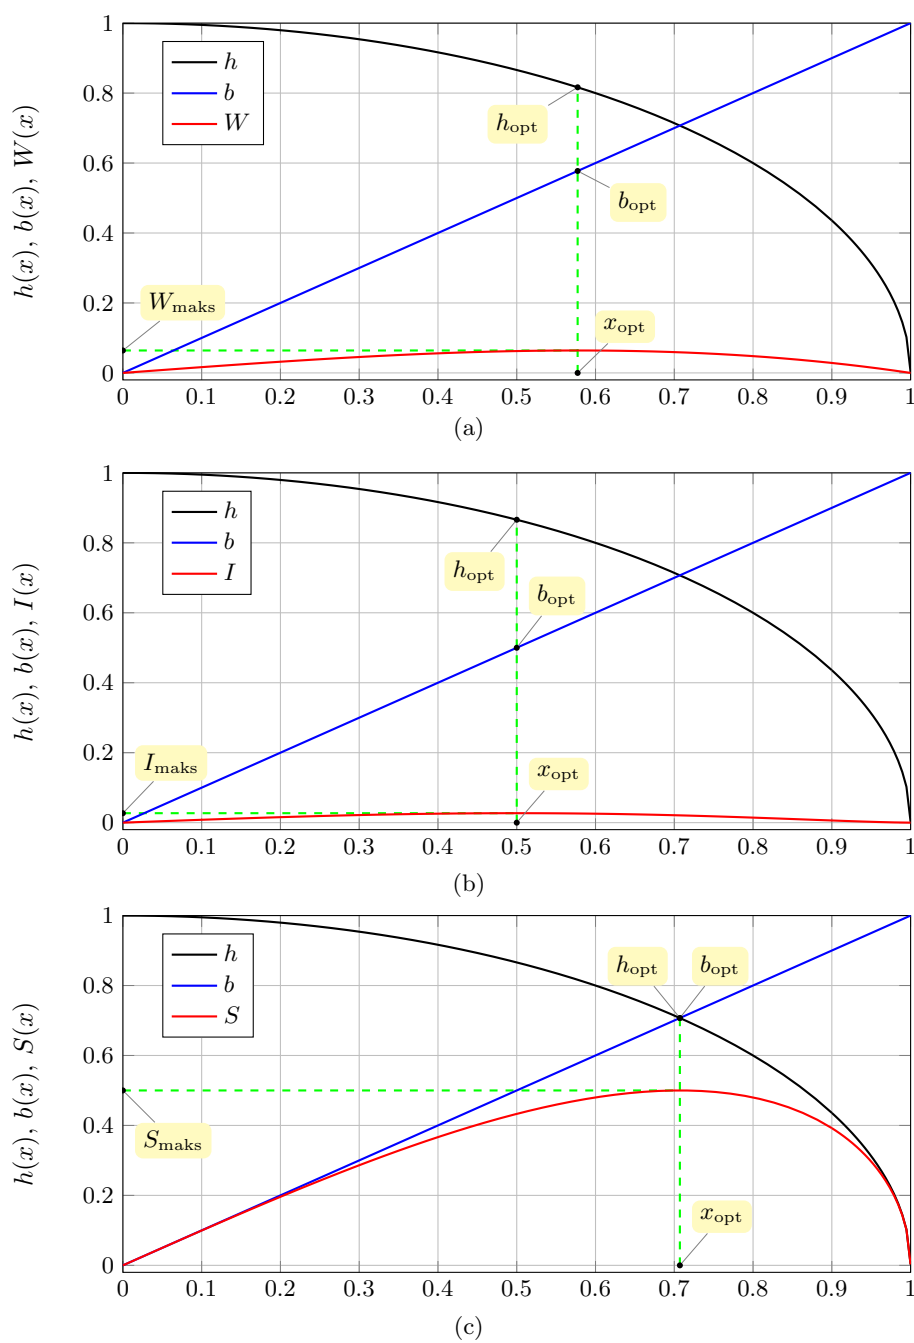 h(x), b(x), W(x
1
0.8
0.6
0.4
0.2
0
h
b
W
h_opt
b_opt
W_maks
x_opt
0 0.1 0.2 0.3 0.4 0.5 0.6 0.7 0.8 0.9 1
(a)
h(x), b(x), I(x
1
0.8
0.6
0.4
0.2
0
h
b
I
h_opt
b_opt
I_maks
x_opt
0 0.1 0.2 0.3 0.4 0.5 0.6 0.7 0.8 0.9 1
(b)
h(x), b(x), S(x
1
0.8
0.6
0.4
0.2
0
h
b
S
h_opt b_opt
S_maks
x_opt
0 0.1 0.2 0.3 0.4 0.5 0.6 0.7 0.8 0.9 1
(c)